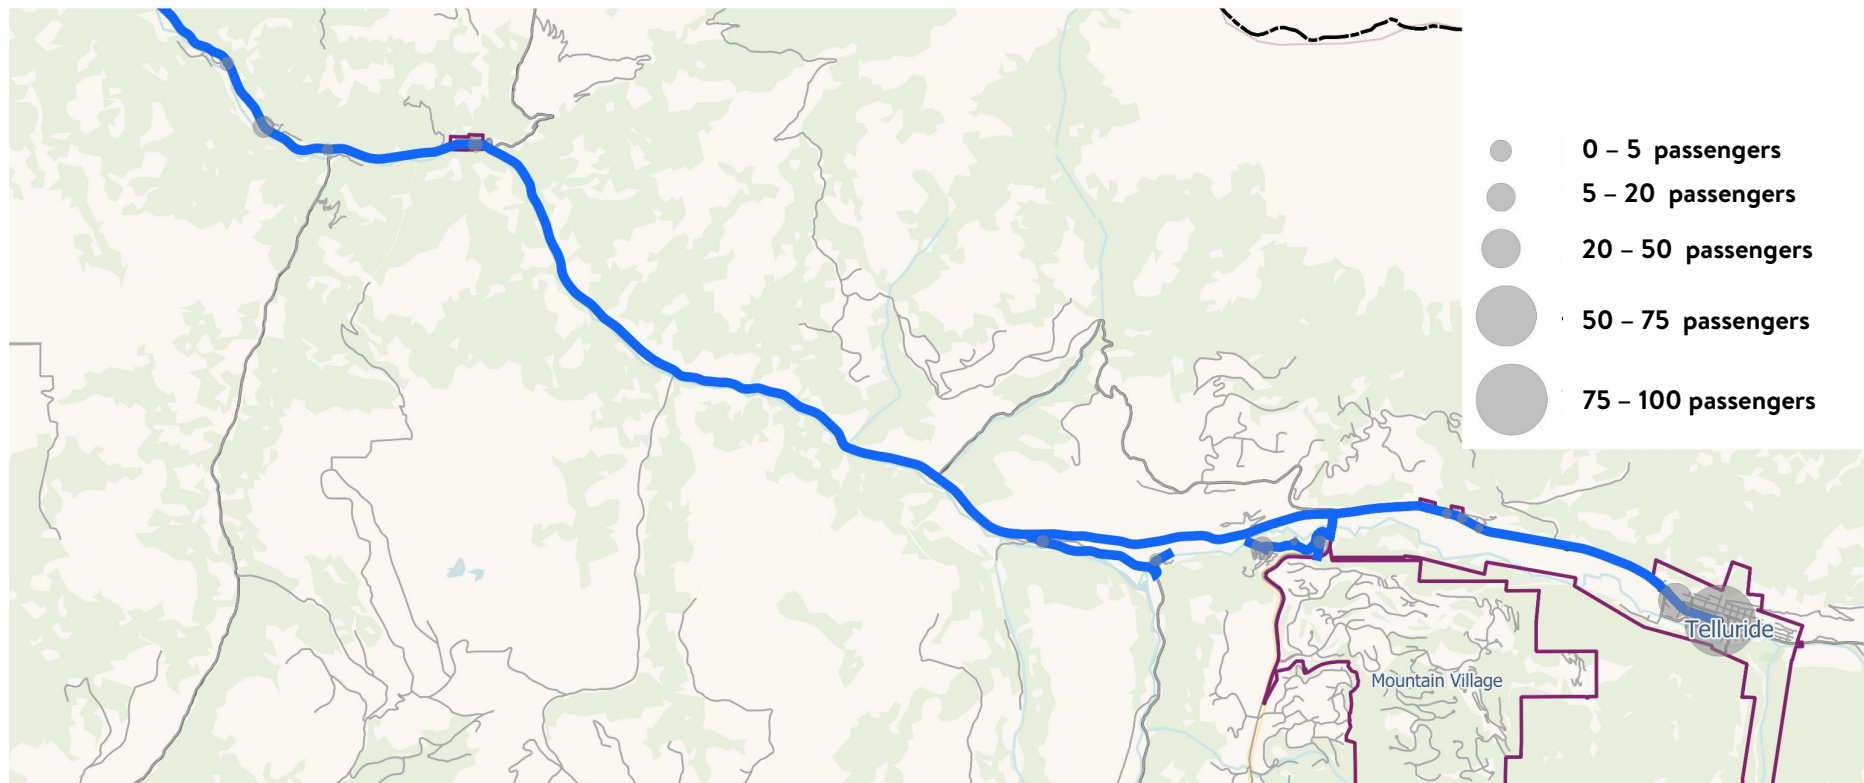 0 – 5 passengers
5 – 20 passengers
20 – 50 passengers
50 – 75 passengers
75 – 100 passengers
Telluride
Mountain Village